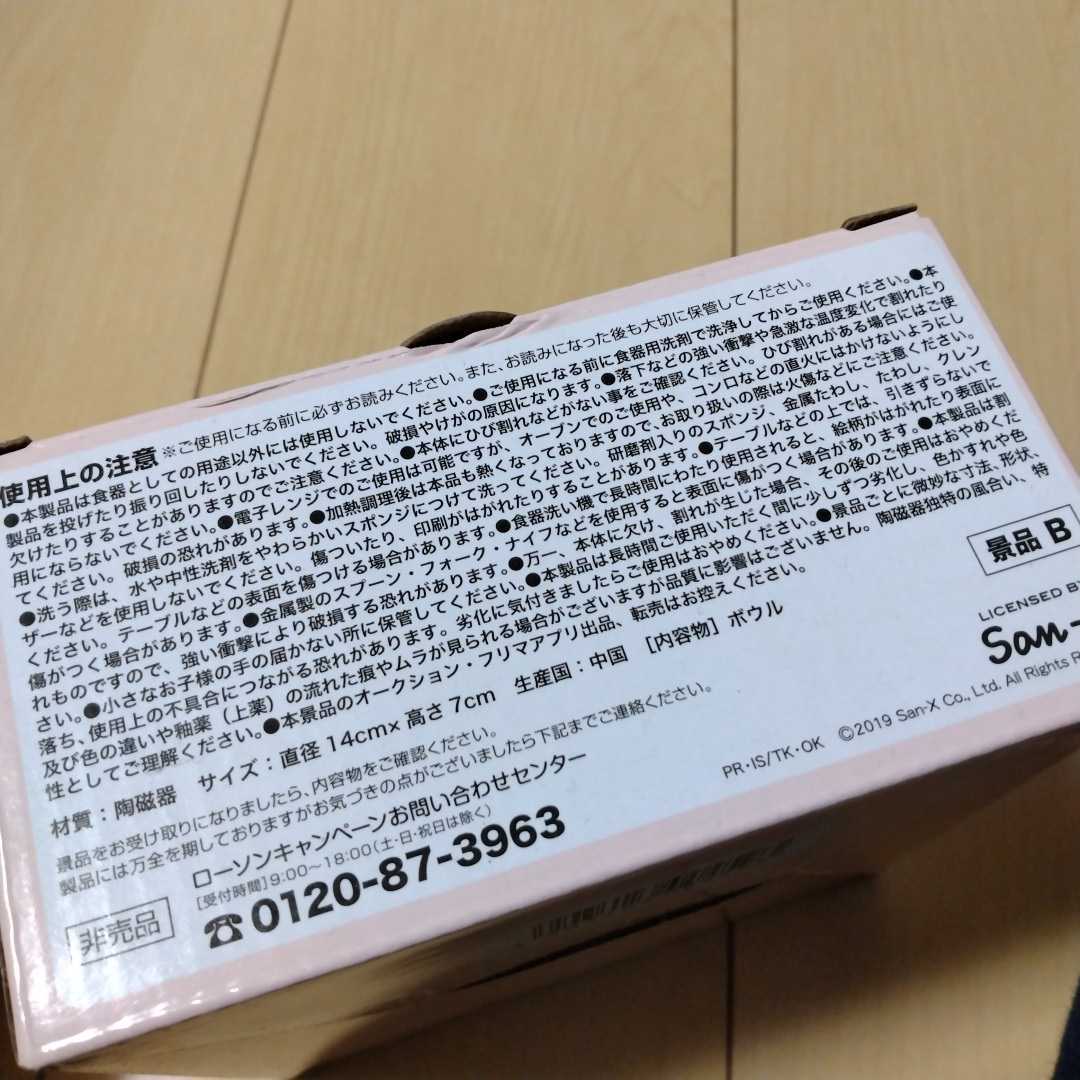 使用上の注意 ※ご使用になる前に必ずお読みください。また、お読みになった後も大切に保管してください。
●本製品は食器としての用途以外には使用しないでください。●ご使用になる前に食器用洗剤で洗浄してからご使用ください。●本
製品を投げたり振り回したりしないでください。破損やけがの原因になります。●落下などの強い衝撃や急激な温度変化で割れたり
欠けたりすることがありますのでご注意ください。●本体にひび割れなどがない事をご確認ください。ひび割れがある場合にはご使
用にならないでください。●電子レンジでのご使用は可能ですが、オーブンでのご使用や、コンロなどの直火にはかけないようにし
てください。破損の恐れがあります。●加熱調理後は本品も熱くなっておりますので、お取り扱いの際は火傷などにご注意ください。
●洗う際は、水や中性洗剤をやわらかいスポンジにつけて洗ってください。研磨剤入りのスポンジ、金属たわし、たわし、クレン
ザーなどを使用しないでください。傷ついたり、印刷がはがれたりすることがあります。●テーブルなどの上では、引きずらないで
ください。テーブルなどの表面を傷つける場合があります。●食器洗い機で長時間にわたり使用されると、絵柄がはがれたり表面に
傷がつく場合があります。●金属製のスプーン・フォーク・ナイフなどを使用すると表面に傷がつく場合があります。●本製品は割
れものですので、強い衝撃により破損する恐れがあります。●万一、本体に欠け、割れが生じた場合、その後のご使用はおやめくだ
さい。●小さなお子様の手の届かない所に保管してください。●本製品は長時間ご使用いただく間に少しずつ劣化し、色かすれや色
落ち、使用上の不具合につながる恐れがあります。劣化に気付きましたらご使用はおやめください。●景品ごとに微妙な寸法、形状、
及び色の違いや釉薬（上薬）の流れた痕やムラが見られる場合がございますが品質に影響はございません。陶磁器独特の風合い、特
性としてご理解ください。●本景品のオークション・フリマアプリ出品、転売はお控えください。
材質：陶磁器 サイズ：直径14cm×高さ7cm 生産国：中国 [内容物] ボウル
景品をお受け取りになりましたら、内容物をご確認ください。
製品には万全を期しておりますがお気づきの点がございましたら下記までご連絡ください。
ローソンキャンペーンお問い合わせセンター
[受付時間]9:00～18:00(土・日・祝日は除く)
非売品 ☎0120-87-3963
景品 B
LICENSED B
San-
PR・IS/TK・OK ©2019 San-X Co., Ltd. All Rights R